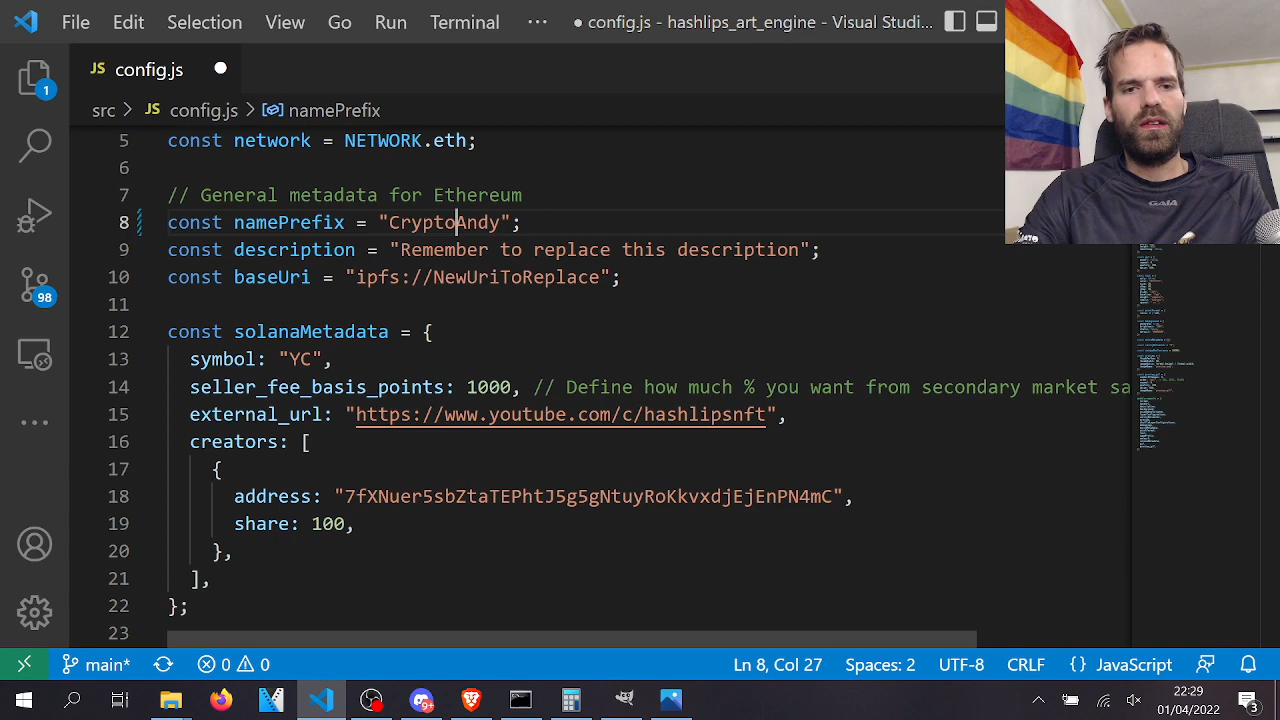 File Edit Selection View Go Run Terminal ··· ● config.js - hashlips_art_engine - Visual Studi...
JS config.js ●
src > JS config.js > namePrefix
5 const network = NETWORK.eth;
6
7 // General metadata for Ethereum
8 const namePrefix = "CryptoAndy";
9 const description = "Remember to replace this description";
10 const baseUri = "ipfs://NewUriToReplace";
11
12 const solanaMetadata = {
13 symbol: "YC",
14 seller_fee_basis_points: 1000, // Define how much % you want from secondary market sa
15 external_url: "https://www.youtube.com/c/hashlipsnft",
16 creators: [
17 {
18 address: "7fXNuer5sbZtaTEPhtJ5g5gNtuyRoKkvxdjEjEnPN4mC",
19 share: 100,
20 },
21 ],
22 };
23
1
98
GAIA
main* 0 0 Ln 8, Col 27 Spaces: 2 UTF-8 CRLF {} JavaScript
9+
22:29
01/04/2022
3